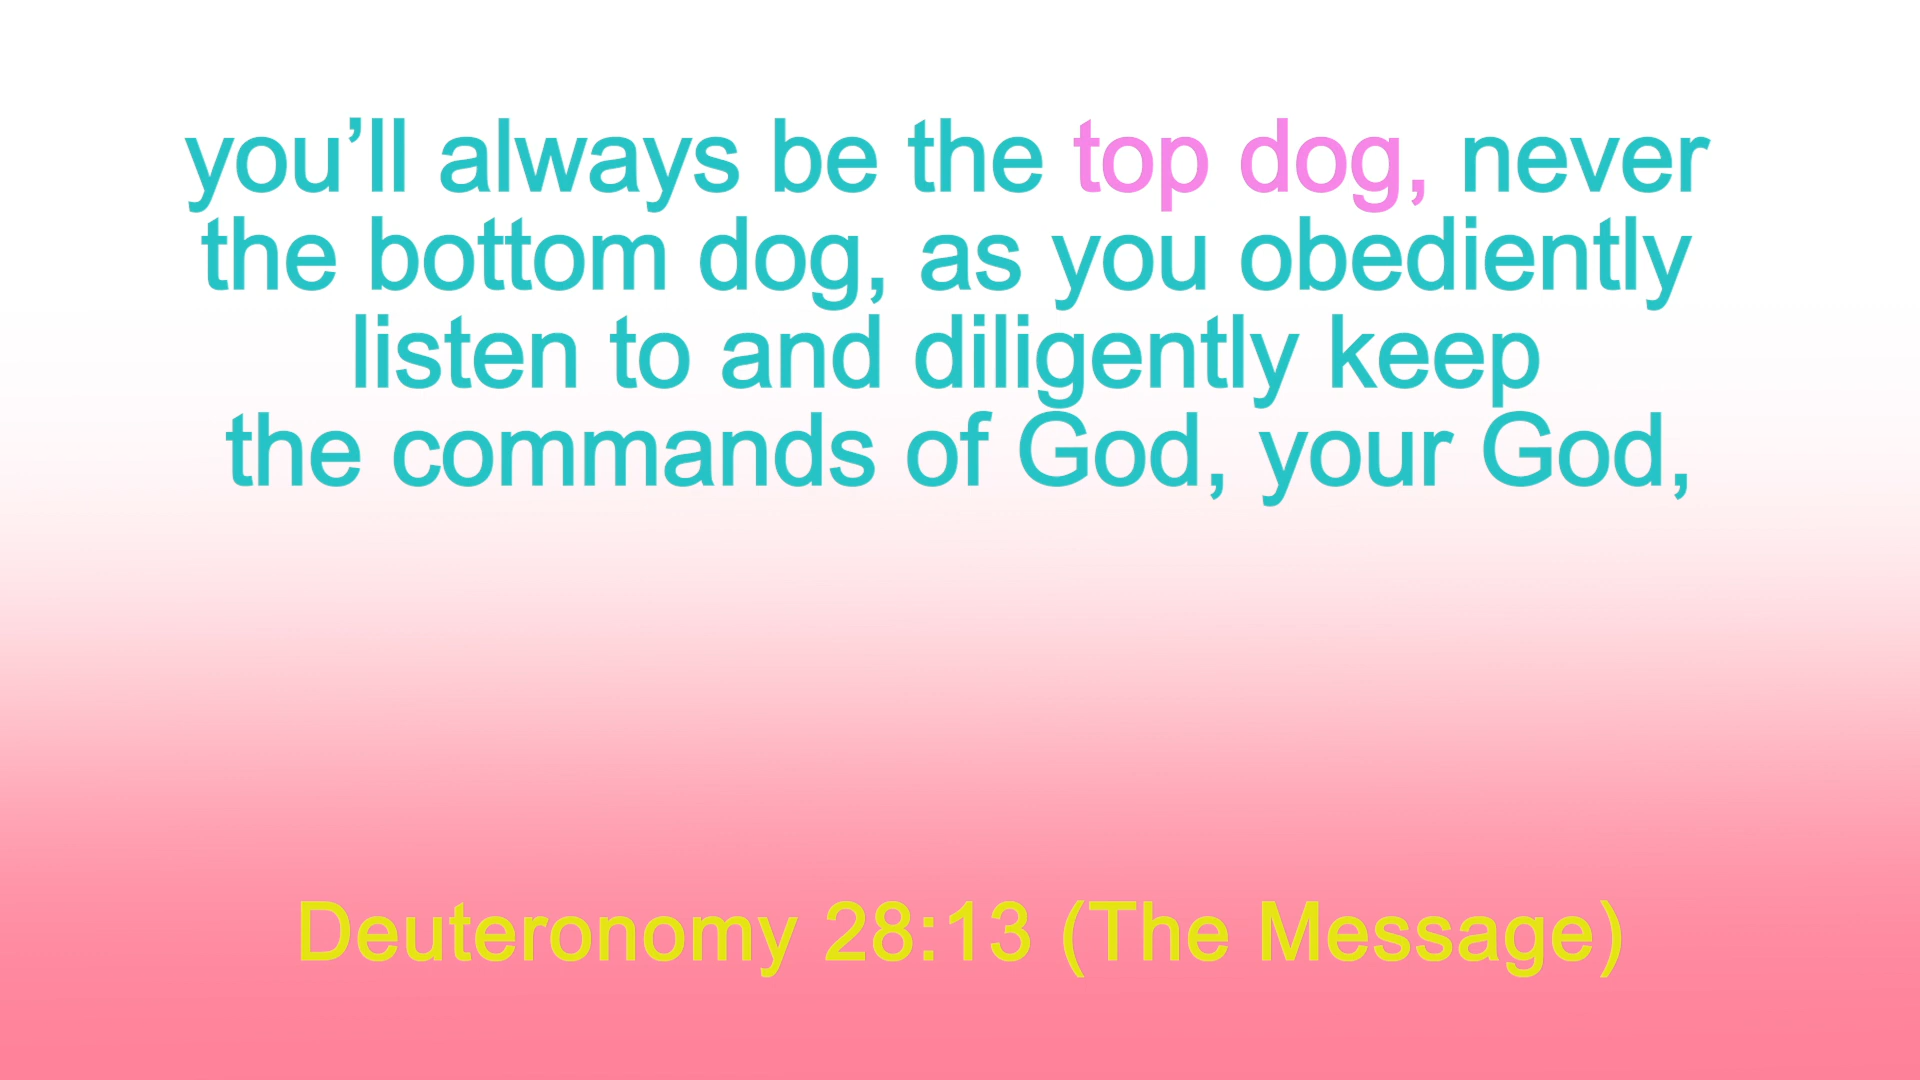 you’ll always be the top dog, never
the bottom dog, as you obediently
listen to and diligently keep
the commands of God, your God,
Deuteronomy 28:13 (The Message)